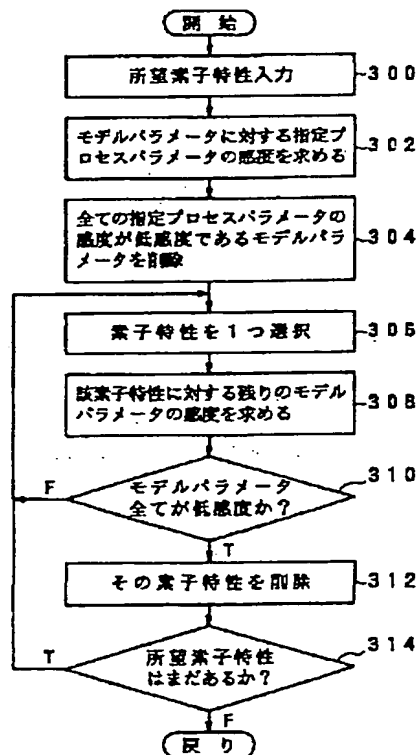 開 始
所望素子特性入力
300
モデルパラメータに対する指定プ
ロセスパラメータの感度を求める
302
全ての指定プロセスパラメータの
感度が低感度であるモデルパラメ
ータを削除
304
素子特性を1つ選択
306
該素子特性に対する残りのモデル
パラメータの感度を求める
308
モデルパラメータ
全てが低感度か?
310
F
T
その素子特性を削除
312
所望素子特性
はまだあるか?
314
T
F
戻 り